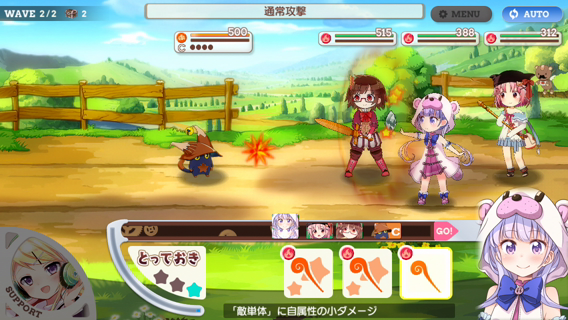 WAVE 2/2 2
通常攻撃
MENU
AUTO
500
C
515
388
312
C
GO!
とっておき
SUPPORT
「敵単体」に自属性の小ダメージ